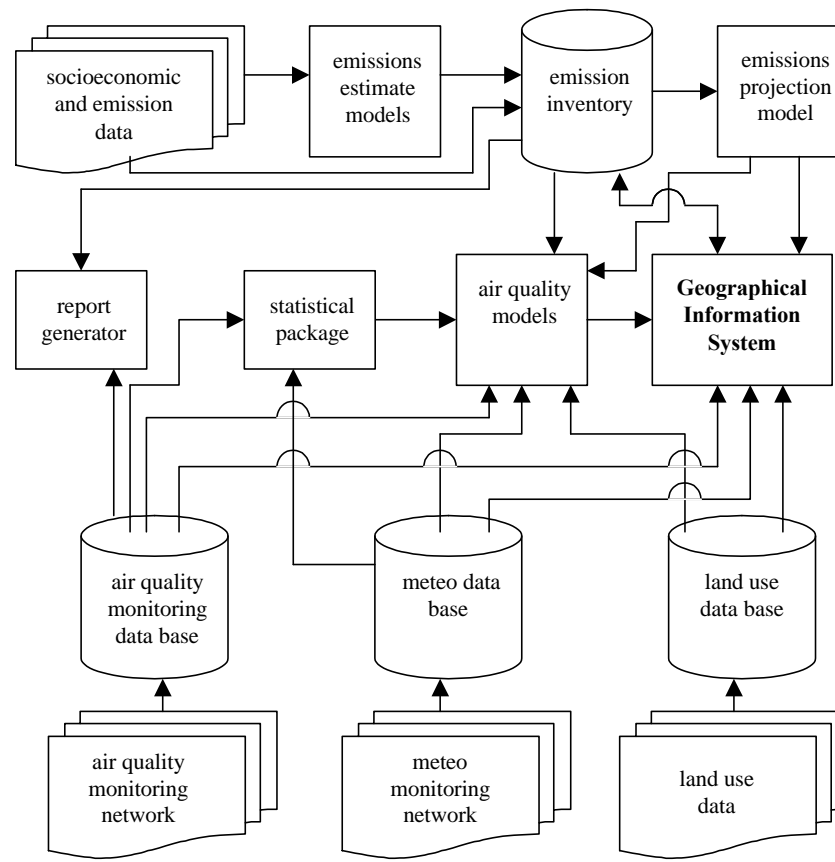 socioeconomic
and emission
data
emissions
estimate
models
emission
inventory
emissions
projection
model
report
generator
statistical
package
air quality
models
Geographical
Information
System
air quality
monitoring
data base
meteo data
base
land use
data base
air quality
monitoring
network
meteo
monitoring
network
land use
data